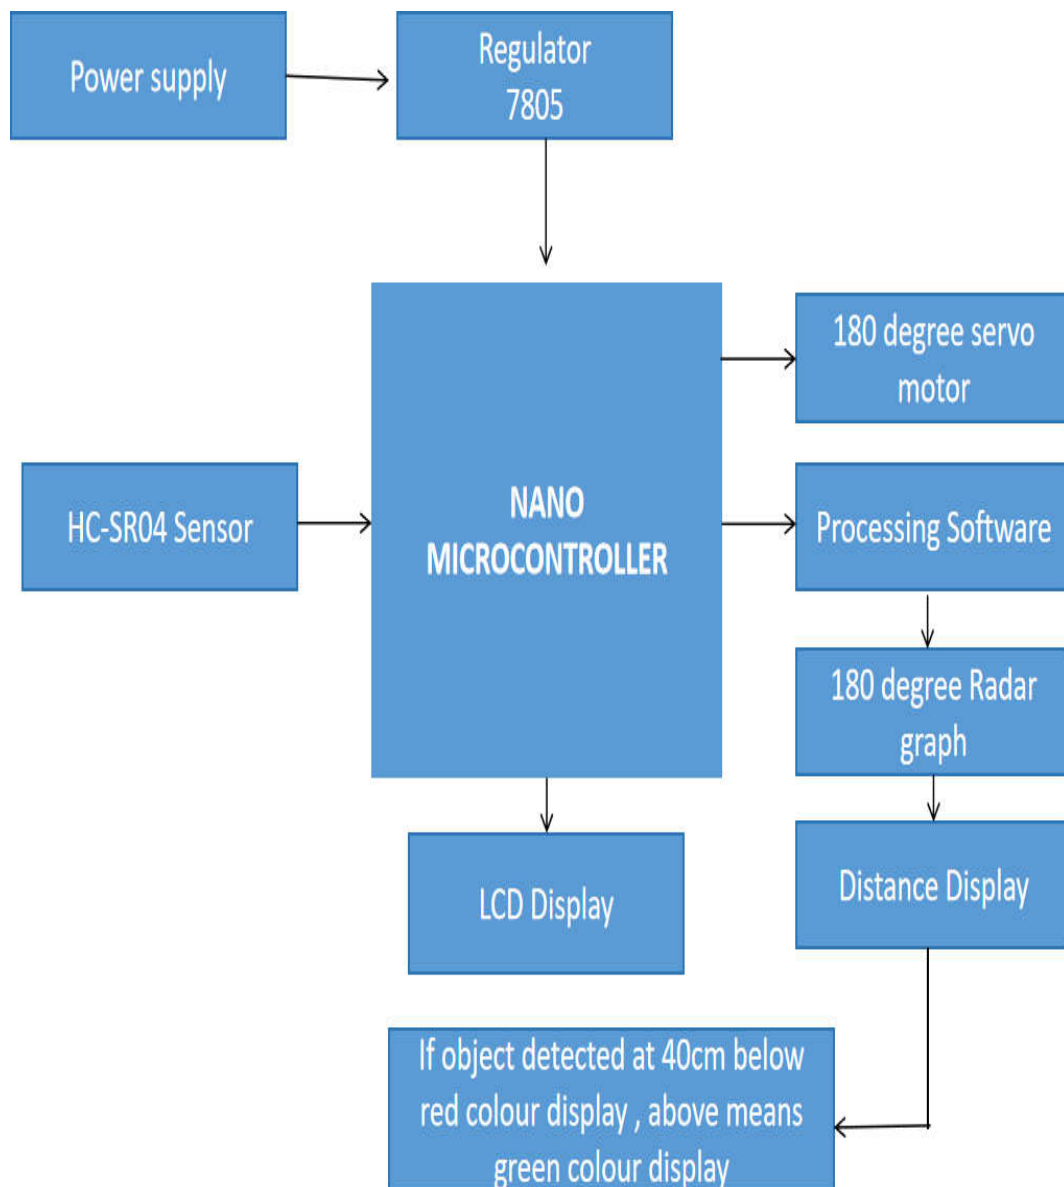 Power supply
Regulator
7805
180 degree servo
motor
HC-SR04 Sensor
NANO
MICROCONTROLLER
Processing Software
180 degree Radar
graph
LCD Display
Distance Display
If object detected at 40cm below
red colour display , above means
green colour display